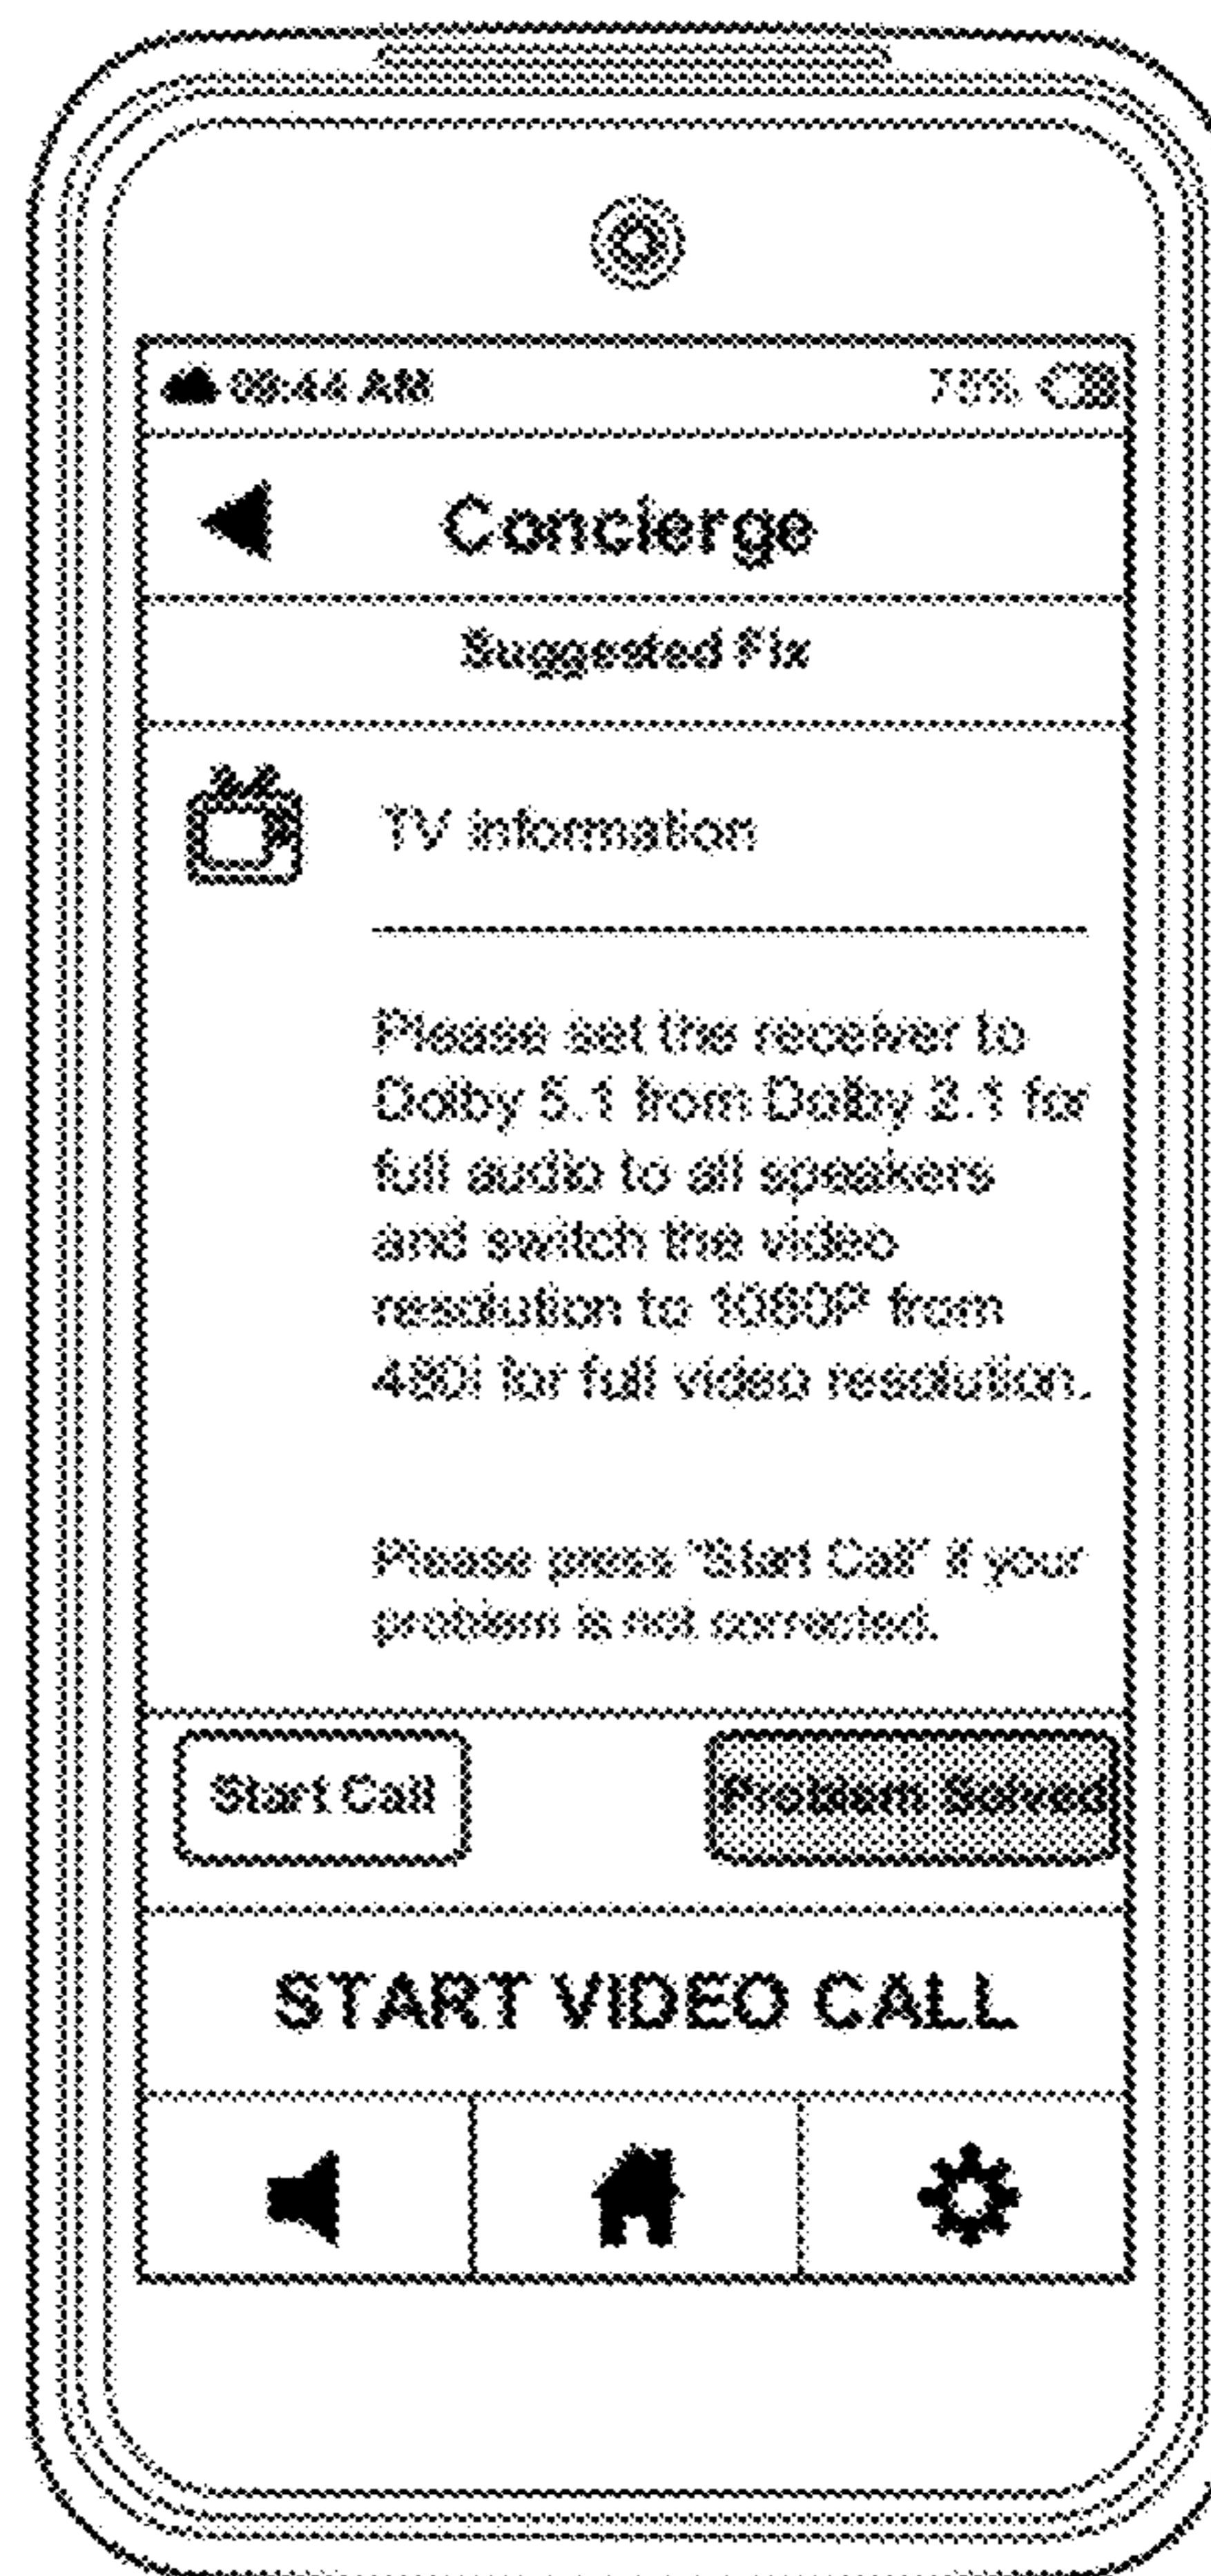 09:44 AM 78%
Concierge
Suggested Fix
TV information
Please set the receiver to
Dolby 5.1 from Dolby 2.1 for
full audio to all speakers
and switch the video
resolution to 1080P from
480i for full video resolution.
Please press "Start Call" if your
problem is not corrected.
Start Call Problem Solved
START VIDEO CALL